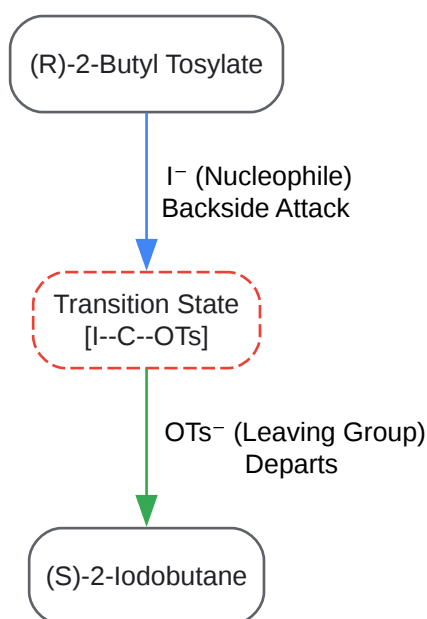 (R)-2-Butyl Tosylate
I⁻ (Nucleophile)
Backside Attack
Transition State
[I--C--OTs]
OTs⁻ (Leaving Group)
Departs
(S)-2-Iodobutane